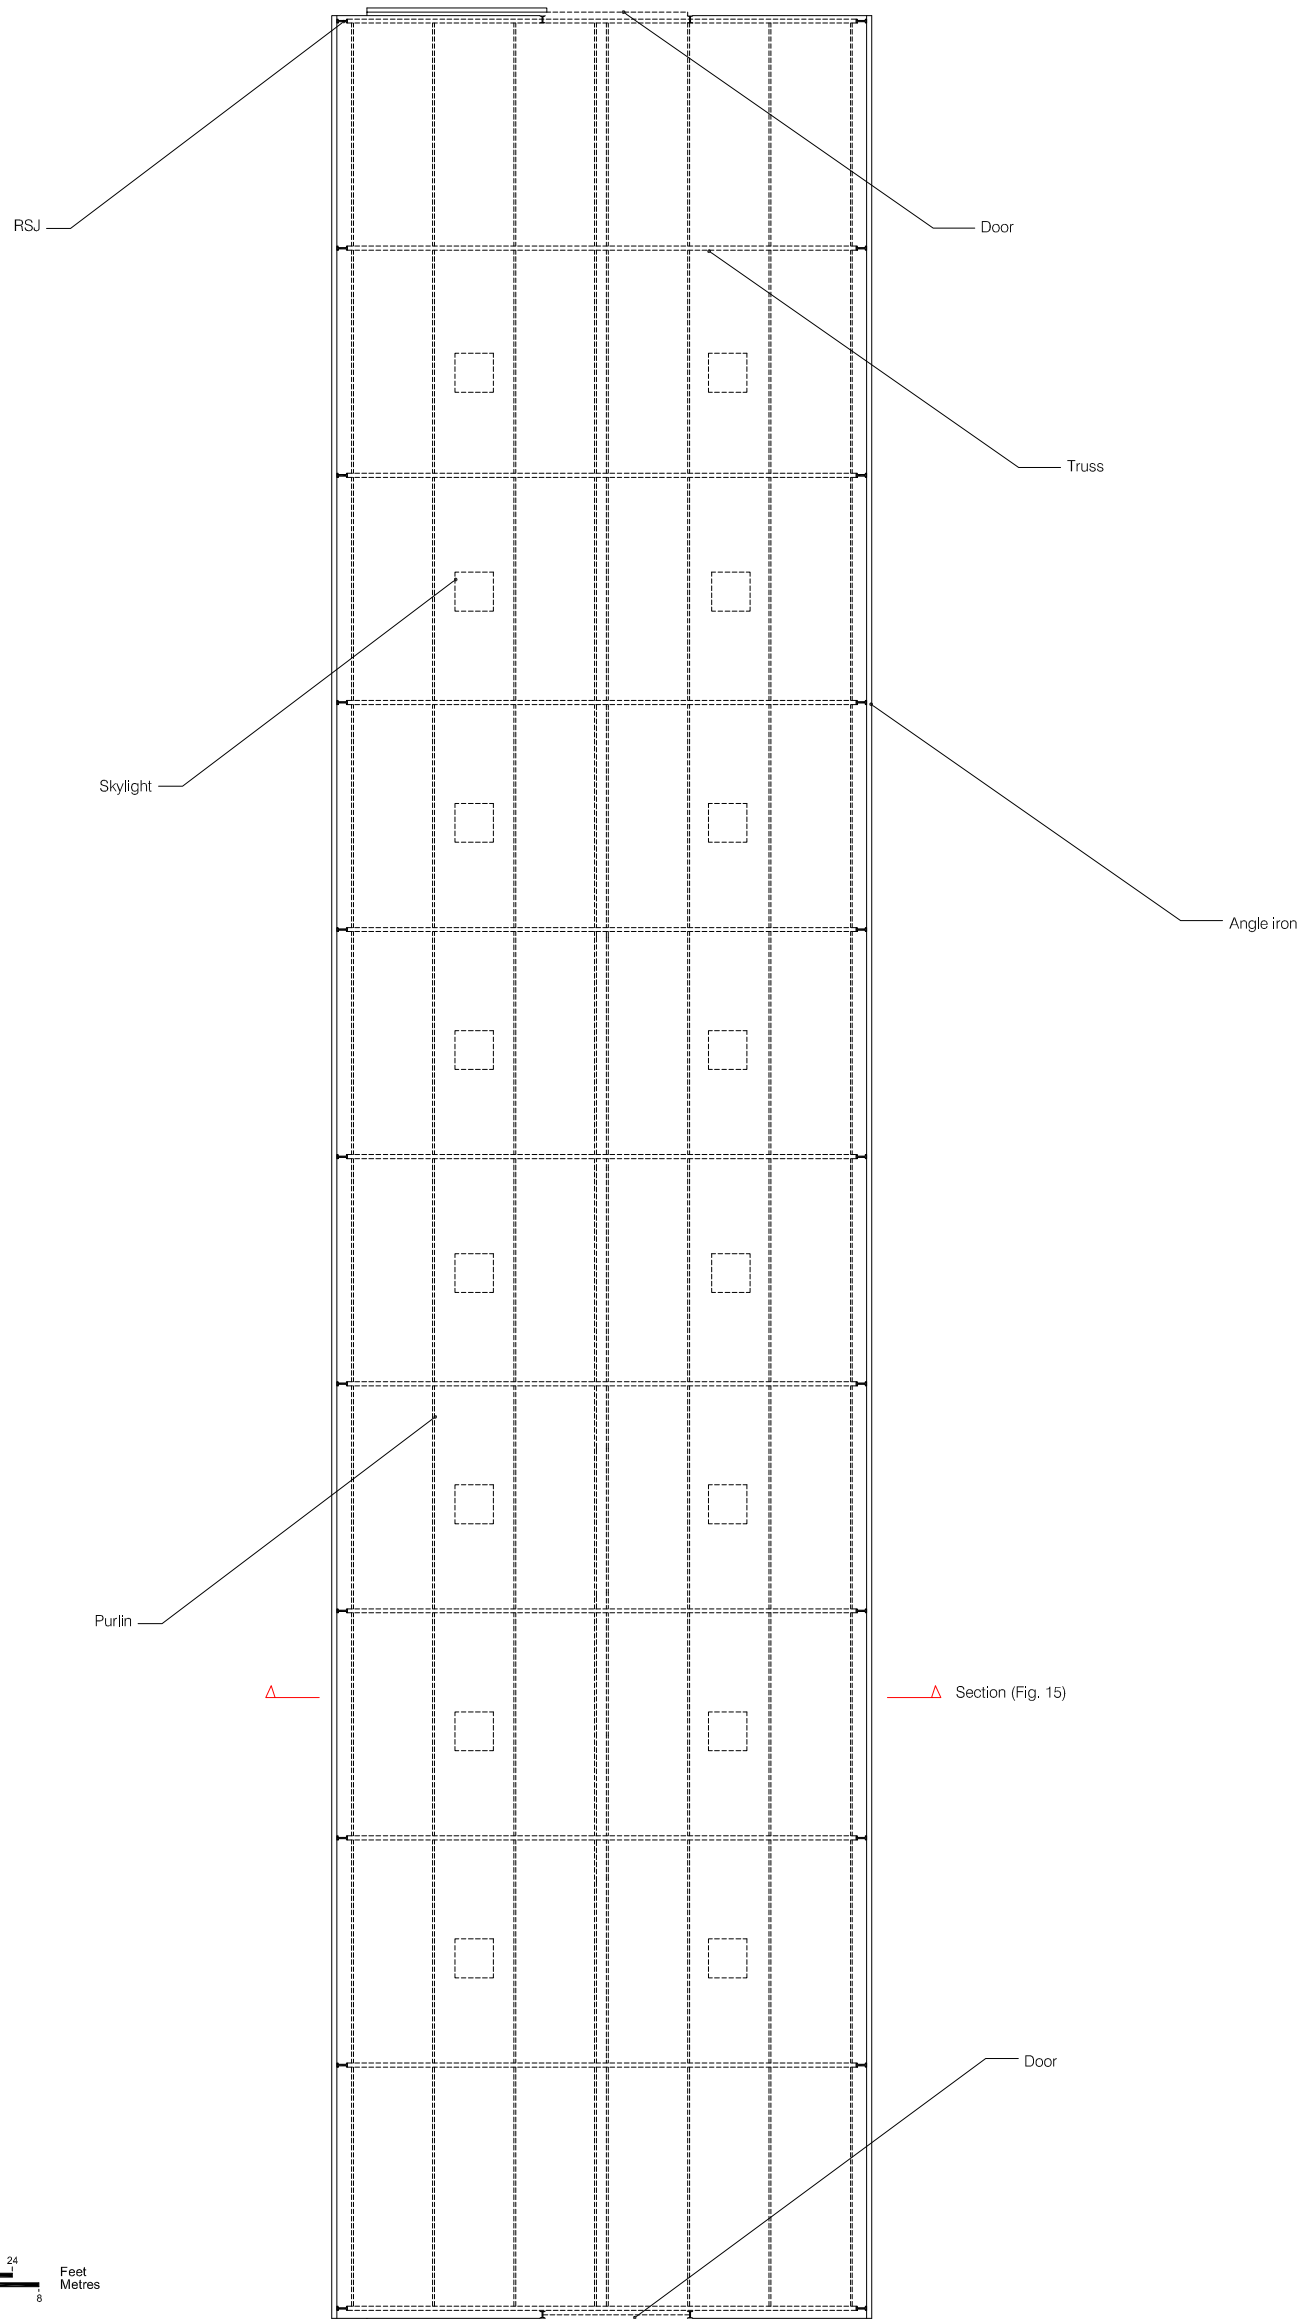 RSJ
Door
Truss
Skylight
Angle iron
Purlin
Section (Fig. 15)
Door
24
Feet
Metres
8